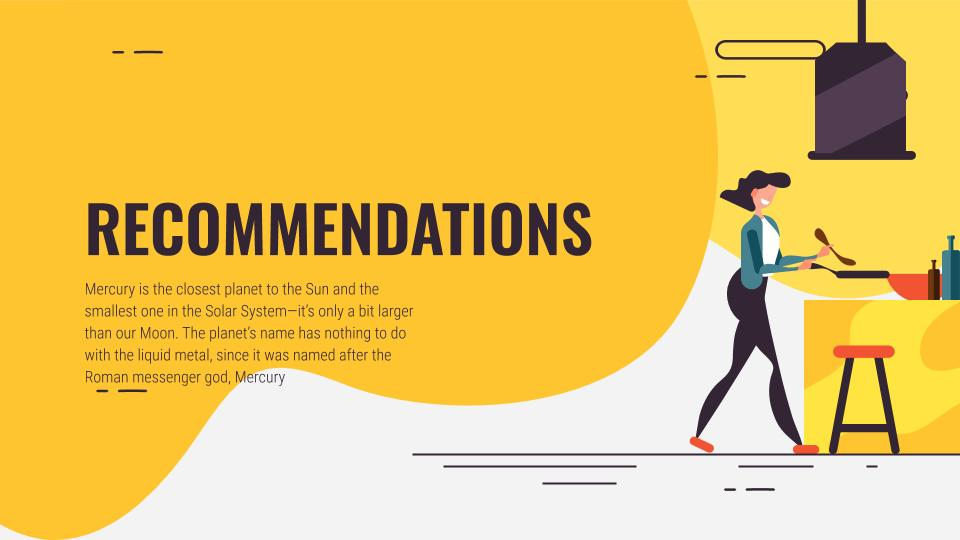 RECOMMENDATIONS
Mercury is the closest planet to the Sun and the
smallest one in the Solar System—it’s only a bit larger
than our Moon. The planet’s name has nothing to do
with the liquid metal, since it was named after the
Roman messenger god, Mercury